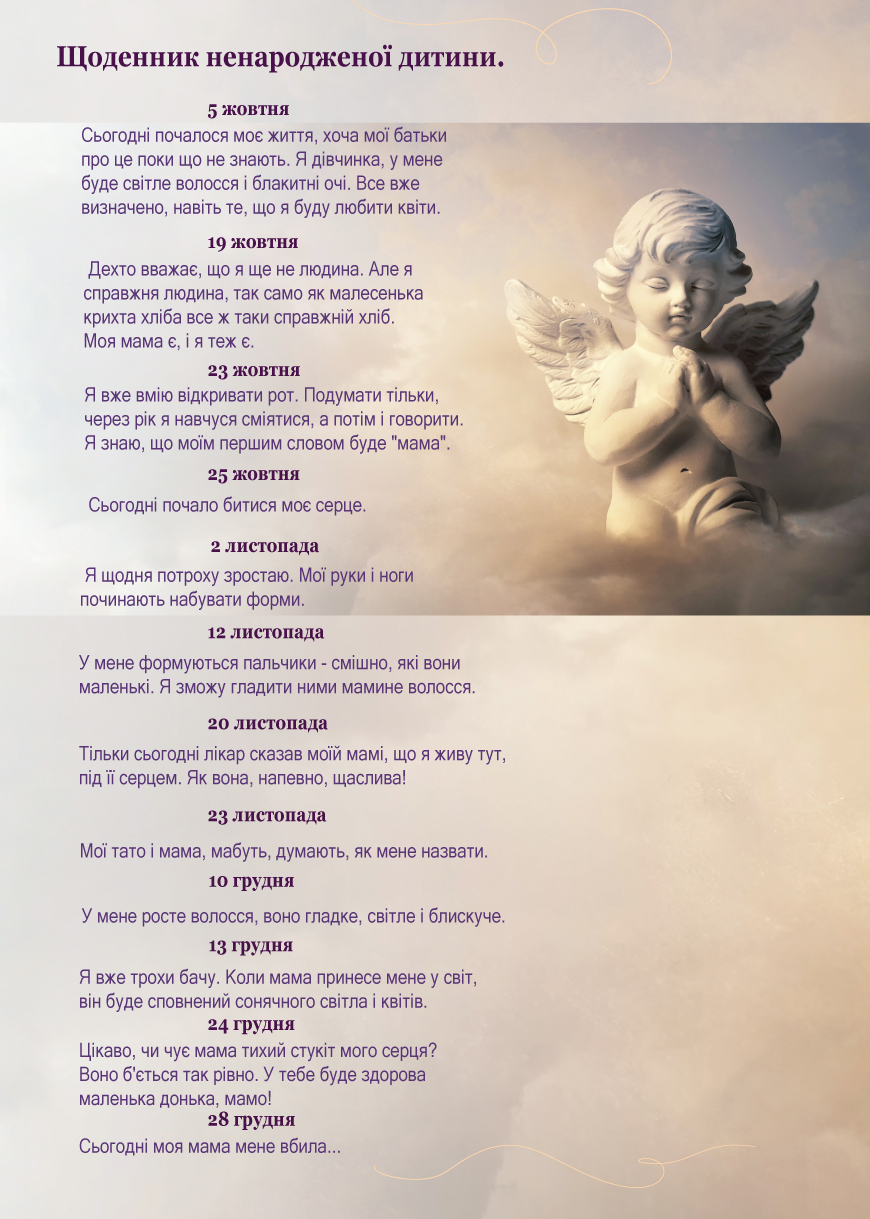 Щоденник ненародженої дитини.
5 жовтня
Сьогодні почалося моє життя, хоча мої батьки
про це поки що не знають. Я дівчинка, у мене
буде світле волосся і блакитні очі. Все вже
визначено, навіть те, що я буду любити квіти.
19 жовтня
Дехто вважає, що я ще не людина. Але я
справжня людина, так само як малесенька
крихта хліба все ж таки справжній хліб.
Моя мама є, і я теж є.
23 жовтня
Я вже вмію відкривати рот. Подумати тільки,
через рік я навчуся сміятися, а потім і говорити.
Я знаю, що моїм першим словом буде "мама".
25 жовтня
Сьогодні почало битися моє серце.
2 листопада
Я щодня потроху зростаю. Мої руки і ноги
починають набувати форми.
12 листопада
У мене формуються пальчики - смішно, які вони
маленькі. Я зможу гладити ними мамине волосся.
20 листопада
Тільки сьогодні лікар сказав моїй мамі, що я живу тут,
під її серцем. Як вона, напевно, щаслива!
23 листопада
Мої тато і мама, мабуть, думають, як мене назвати.
10 грудня
У мене росте волосся, воно гладке, світле і блискуче.
13 грудня
Я вже трохи бачу. Коли мама принесе мене у світ,
він буде сповнений сонячного світла і квітів.
24 грудня
Цікаво, чи чує мама тихий стукіт мого серця?
Воно б'ється так рівно. У тебе буде здорова
маленька донька, мамо!
28 грудня
Сьогодні моя мама мене вбила...